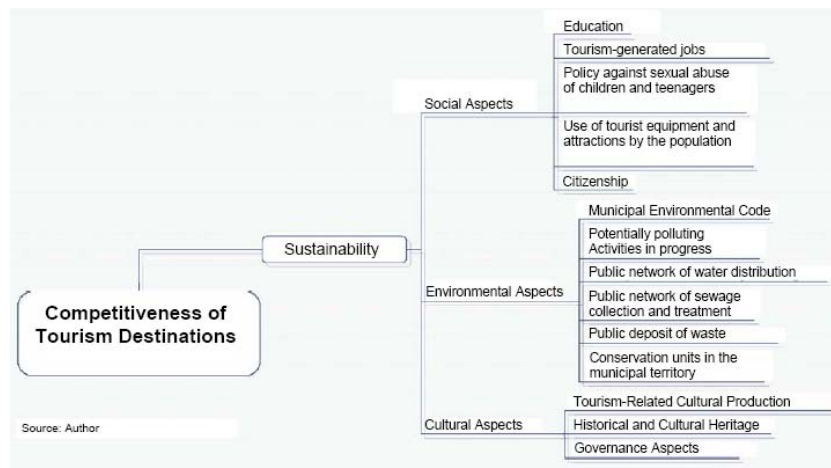 Education
Tourism-generated jobs
Policy against sexual abuse
of children and teenagers
Social Aspects
Use of tourist equipment and
attractions by the population
Citizenship
Municipal Environmental Code
Potentially polluting
Activities in progress
Sustainability
Public network of water distribution
Environmental Aspects
Public network of sewage
collection and treatment
Competitiveness of
Tourism Destinations
Public deposit of waste
Conservation units in the
municipal territory
Tourism-Related Cultural Production
Cultural Aspects
Historical and Cultural Heritage
Governance Aspects
Source: Author